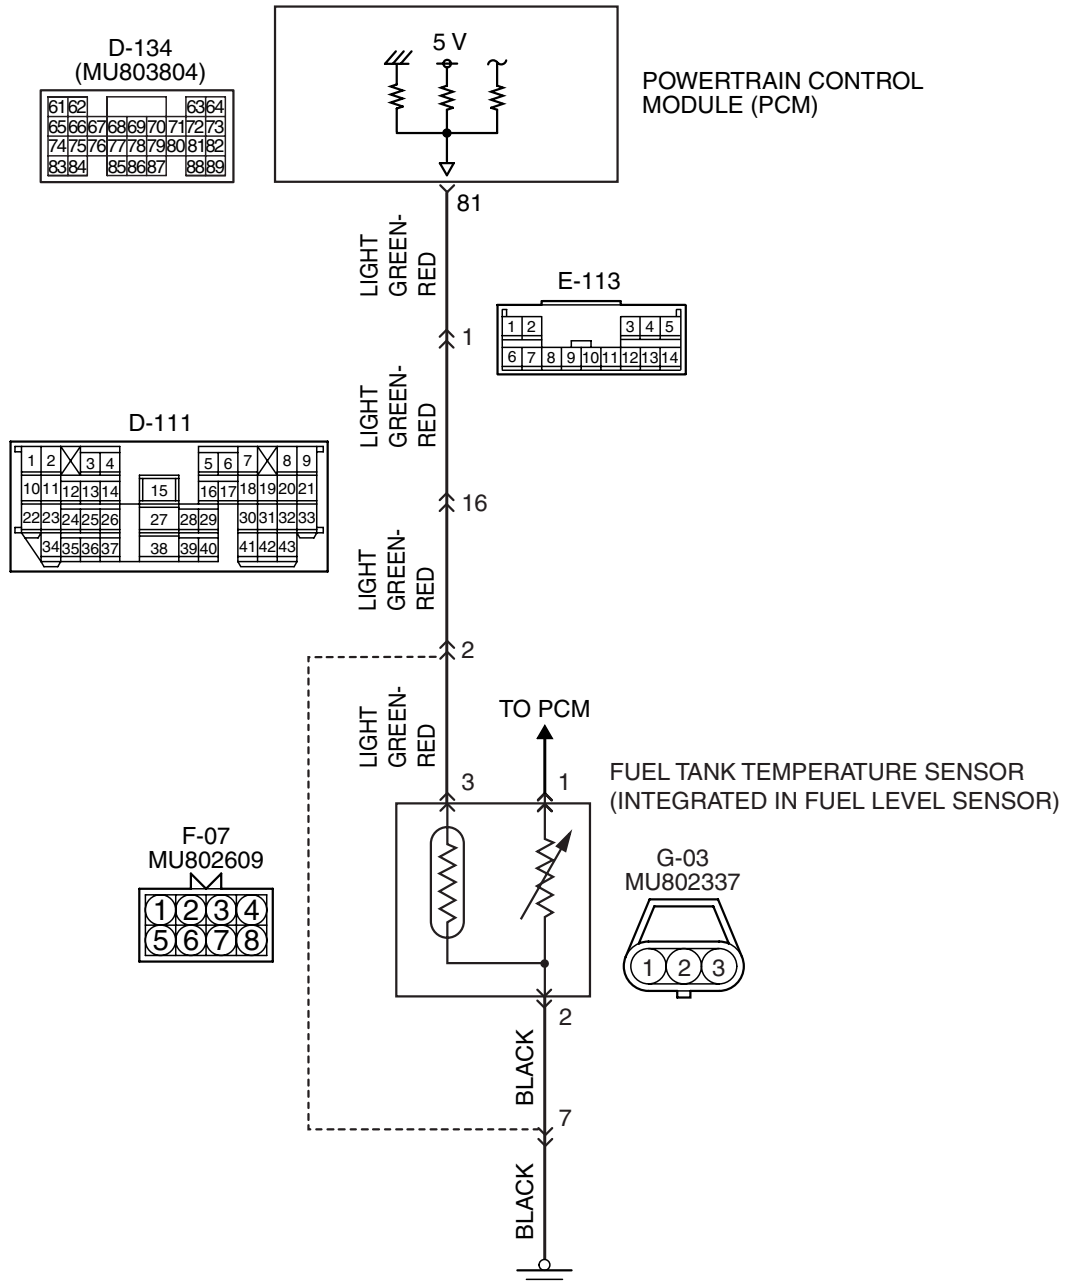 D-134
(MU803804)
61 62 63 64
65 66 67 68 69 70 71 72 73
74 75 76 77 78 79 80 81 82
83 84 85 86 87 88 89
5 V
POWERTRAIN CONTROL
MODULE (PCM)
81
LIGHT
GREEN-
RED
E-113
1 2 3 4 5
6 7 8 9 10 11 12 13 14
1
LIGHT
GREEN-
RED
D-111
1 2 3 4 5 6 7 8 9
10 11 12 13 14 15 16 17 18 19 20 21
22 23 24 25 26 27 28 29 30 31 32 33
34 35 36 37 38 39 40 41 42 43
16
LIGHT
GREEN-
RED
2
LIGHT
GREEN-
RED
TO PCM
3 1
FUEL TANK TEMPERATURE SENSOR
(INTEGRATED IN FUEL LEVEL SENSOR)
F-07
MU802609
1 2 3 4
5 6 7 8
G-03
MU802337
1 2 3
2
BLACK
7
BLACK